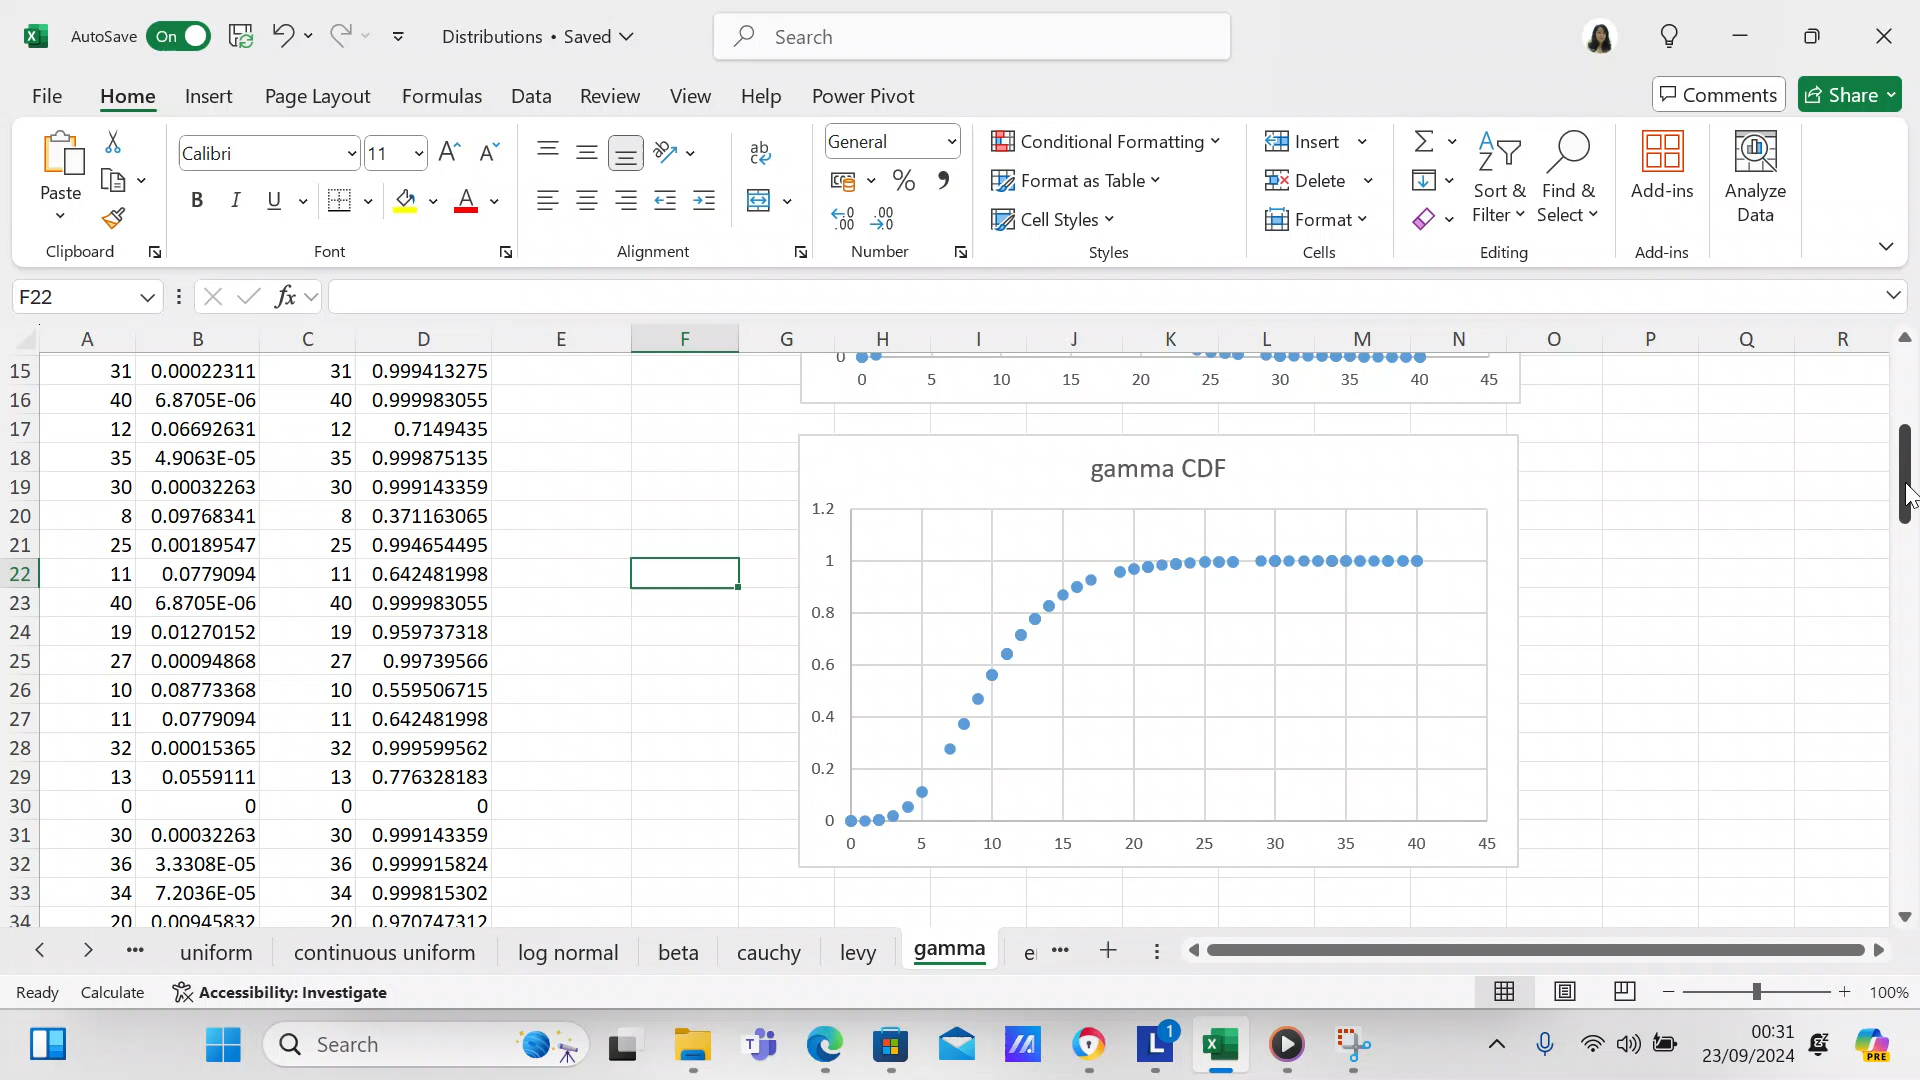 AutoSave On Distributions • Saved Search
File Home Insert Page Layout Formulas Data Review View Help Power Pivot Comments Share
Paste Calibri 11 General Conditional Formatting Format as Table Cell Styles Insert Delete Format Sort & Filter Find & Select Add-ins Analyze Data
Clipboard Font Alignment Number Styles Cells Editing Add-ins
F22 fx
A B C D E F G H I J K L M N O P Q R
15 31 0.00022311 31 0.999413275
16 40 6.8705E-06 40 0.999983055
17 12 0.06692631 12 0.7149435
18 35 4.9063E-05 35 0.999875135
19 30 0.00032263 30 0.999143359
20 8 0.09768341 8 0.371163065
21 25 0.00189547 25 0.994654495
22 11 0.0779094 11 0.642481998
23 40 6.8705E-06 40 0.999983055
24 19 0.01270152 19 0.959737318
25 27 0.00094868 27 0.99739566
26 10 0.08773368 10 0.559506715
27 11 0.0779094 11 0.642481998
28 32 0.00015365 32 0.999599562
29 13 0.0559111 13 0.776328183
30 0 0 0 0
31 30 0.00032263 30 0.999143359
32 36 3.3308E-05 36 0.999915824
33 34 7.2036E-05 34 0.999815302
34 20 0.00945832 20 0.970747312
0
0 5 10 15 20 25 30 35 40 45
gamma CDF
1.2
1
0.8
0.6
0.4
0.2
0
0 5 10 15 20 25 30 35 40 45
uniform continuous uniform log normal beta cauchy levy gamma
Ready Calculate Accessibility: Investigate 100%
Search 1 00:31
23/09/2024 PRE